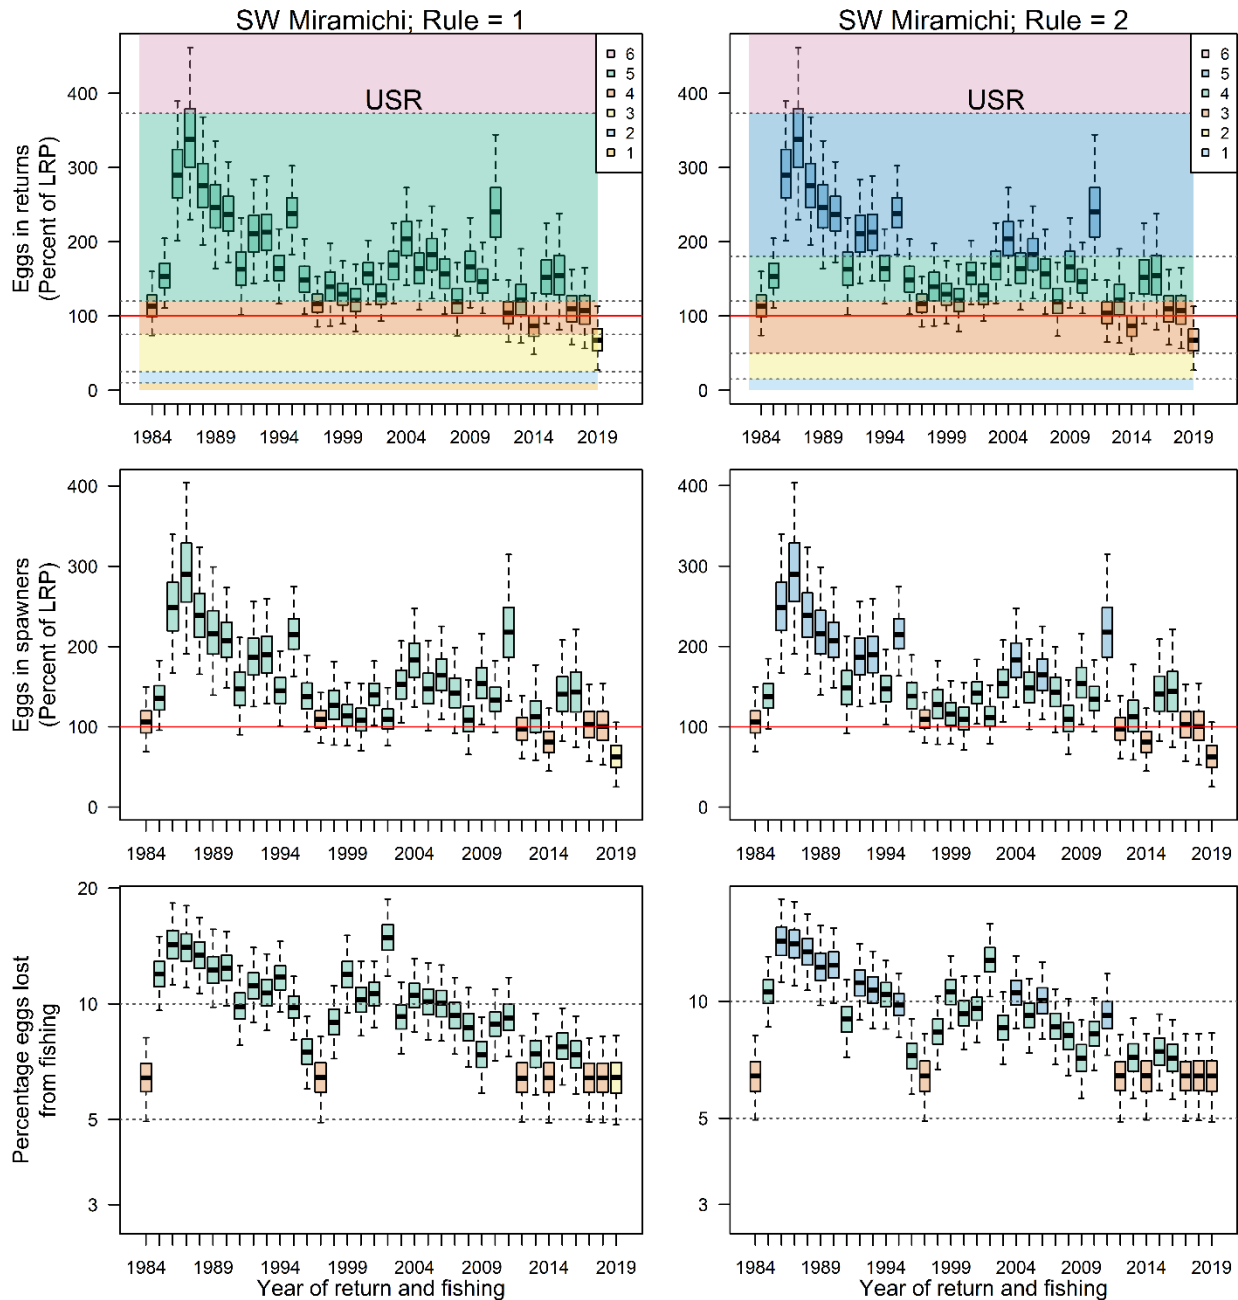 SW Miramichi; Rule = 1
SW Miramichi; Rule = 2
Eggs in returns
(Percent of LRP)
400
300
200
100
0
USR
6
5
4
3
2
1
1984 1989 1994 1999 2004 2009 2014 2019
400
300
200
100
0
USR
6
5
4
3
2
1
1984 1989 1994 1999 2004 2009 2014 2019
Eggs in spawners
(Percent of LRP)
400
300
200
100
0
1984 1989 1994 1999 2004 2009 2014 2019
400
300
200
100
0
1984 1989 1994 1999 2004 2009 2014 2019
Percentage eggs lost
from fishing
20
10
5
3
1984 1989 1994 1999 2004 2009 2014 2019
Year of return and fishing
10
5
3
1984 1989 1994 1999 2004 2009 2014 2019
Year of return and fishing